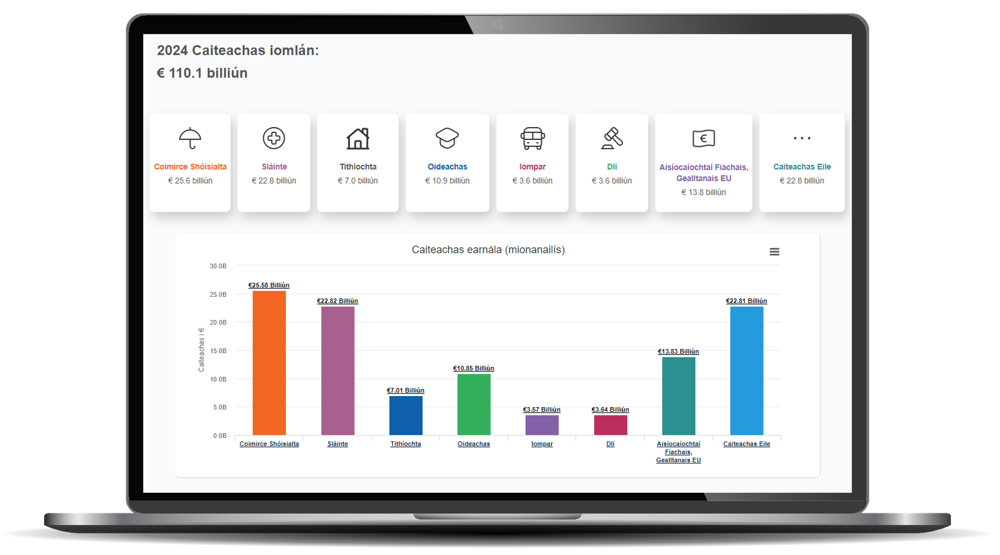 2024 Caiteachas iomlán:
€ 110.1 billiún
Coimirce Shóisialta
€ 25.6 billiún
Sláinte
€ 22.8 billiún
Tithíochta
€ 7.0 billiún
Oideachas
€ 10.9 billiún
Iompar
€ 3.6 billiún
Dlí
€ 3.6 billiún
Aisíocaíochtaí Fiachais,
Gealltanais EU
€ 13.8 billiún
Caiteachas Eile
€ 22.8 billiún
Caiteachas earnála (mionanailís)
Caiteachas i €
30.0B
25.0B
20.0B
15.0B
10.0B
5.0B
0.0B
€25.58 Billiún
€22.82 Billiún
€7.01 Billiún
€10.85 Billiún
€3.57 Billiún
€3.64 Billiún
€13.83 Billiún
€22.81 Billiún
Coimirce Shóisialta
Sláinte
Tithíochta
Oideachas
Iompar
Dlí
Aisíocaíochtaí
Fiachais,
Gealltanais EU
Caiteachas Eile